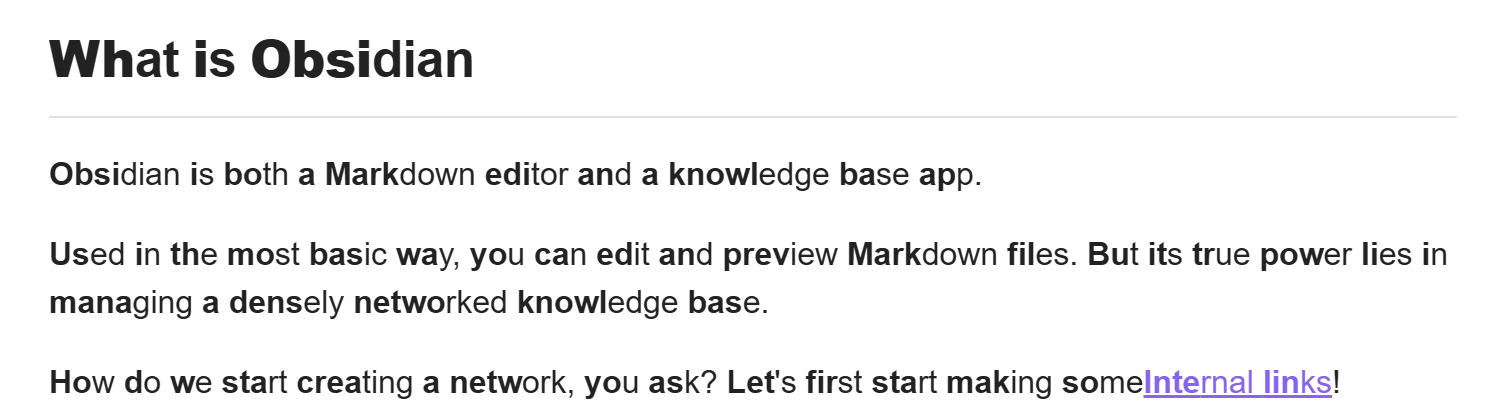 What is Obsidian
Obsidian is both a Markdown editor and a knowledge base app.
Used in the most basic way, you can edit and preview Markdown files. But its true power lies in
managing a densely networked knowledge base.
How do we start creating a network, you ask? Let's first start making someInternal links!